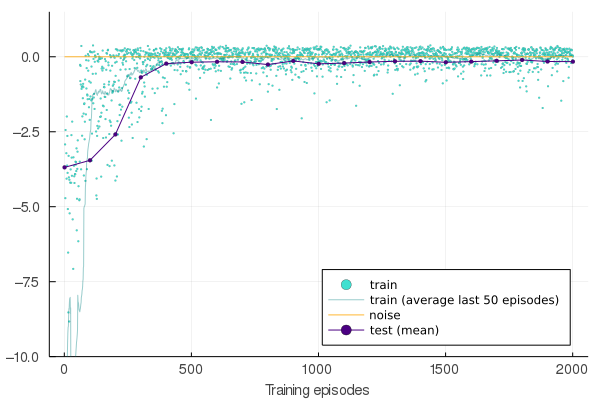 0.0
−2.5
−5.0
−7.5
−10.0
0
500
1000
1500
2000
Training episodes
train
train (average last 50 episodes)
noise
test (mean)